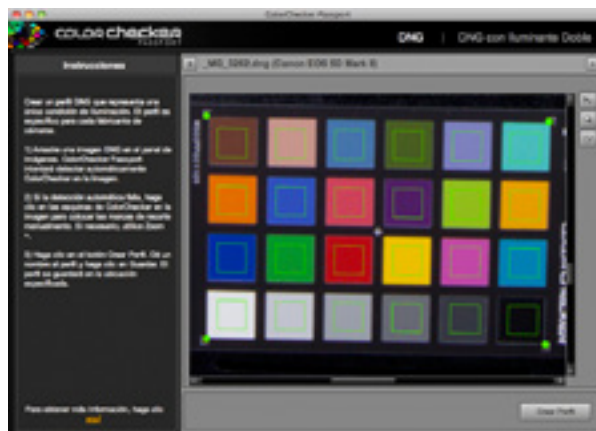 ColorChecker Passport
colorchecker
PASSPORT
DNG | DNG con Iluminante Doble
Instrucciones
_MG_5260.dng (Canon EOS 5D Mark II)
Crear un perfil DNG que representa una
única condición de iluminación. El perfil es
específico para cada fabricante de
cámaras.
1) Arrastre una imagen DNG en el panel de
imágenes. ColorChecker Passport
intentará detectar automáticamente
ColorChecker en la imagen.
2) Si la detección automática falla, haga
clic en las esquinas de ColorChecker en la
imagen para colocar las marcas de recorte
manualmente. Si necesario, utilice Zoom
3) Haga clic en el botón Crear Perfil. Dé un
nombre al perfil y haga clic en Guardar. El
perfil se guardará en la ubicación
especificada.
Para obtener más información, haga clic
aquí
Crear Perfil